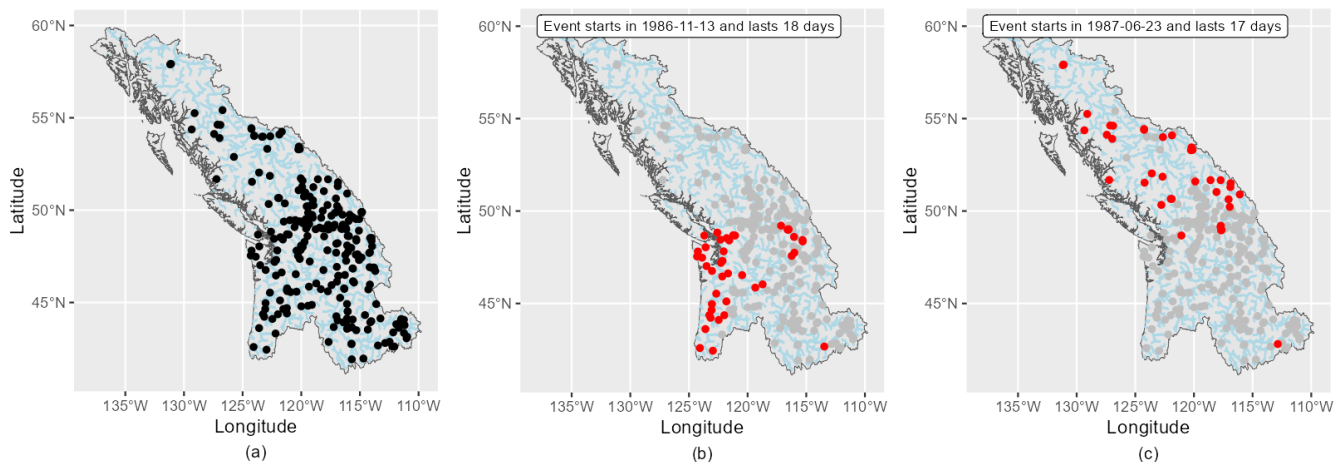 60°N
55°N
50°N
45°N
Latitude
135°W 130°W 125°W 120°W 115°W 110°W
Longitude
(a)
Event starts in 1986-11-13 and lasts 18 days
60°N
55°N
50°N
45°N
Latitude
135°W 130°W 125°W 120°W 115°W 110°W
Longitude
(b)
Event starts in 1987-06-23 and lasts 17 days
60°N
55°N
50°N
45°N
Latitude
135°W 130°W 125°W 120°W 115°W 110°W
Longitude
(c)